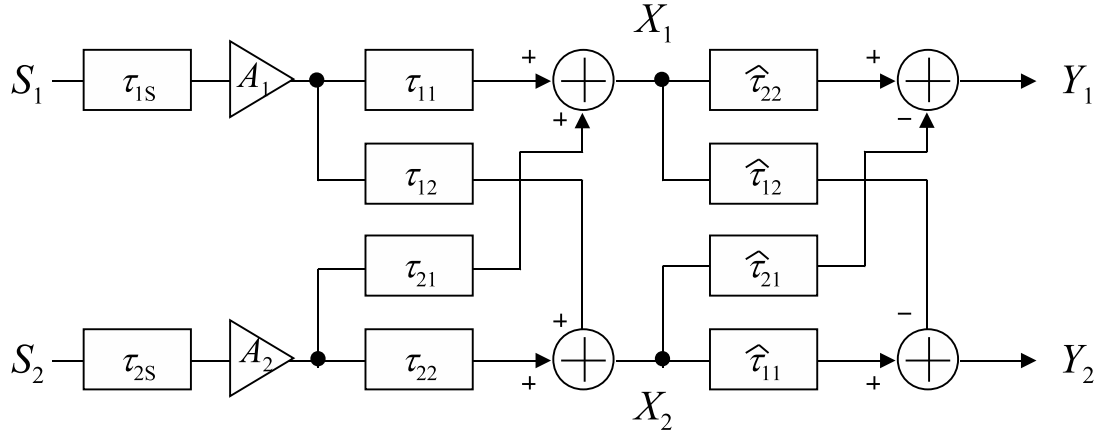 X₁
S₁ τ₁S A₁ τ₁₁ + + τ̂₂₂ + − Y₁
τ₁₂ τ̂₁₂
τ₂₁ τ̂₂₁
S₂ τ₂S A₂ τ₂₂ + + τ̂₁₁ − + Y₂
X₂